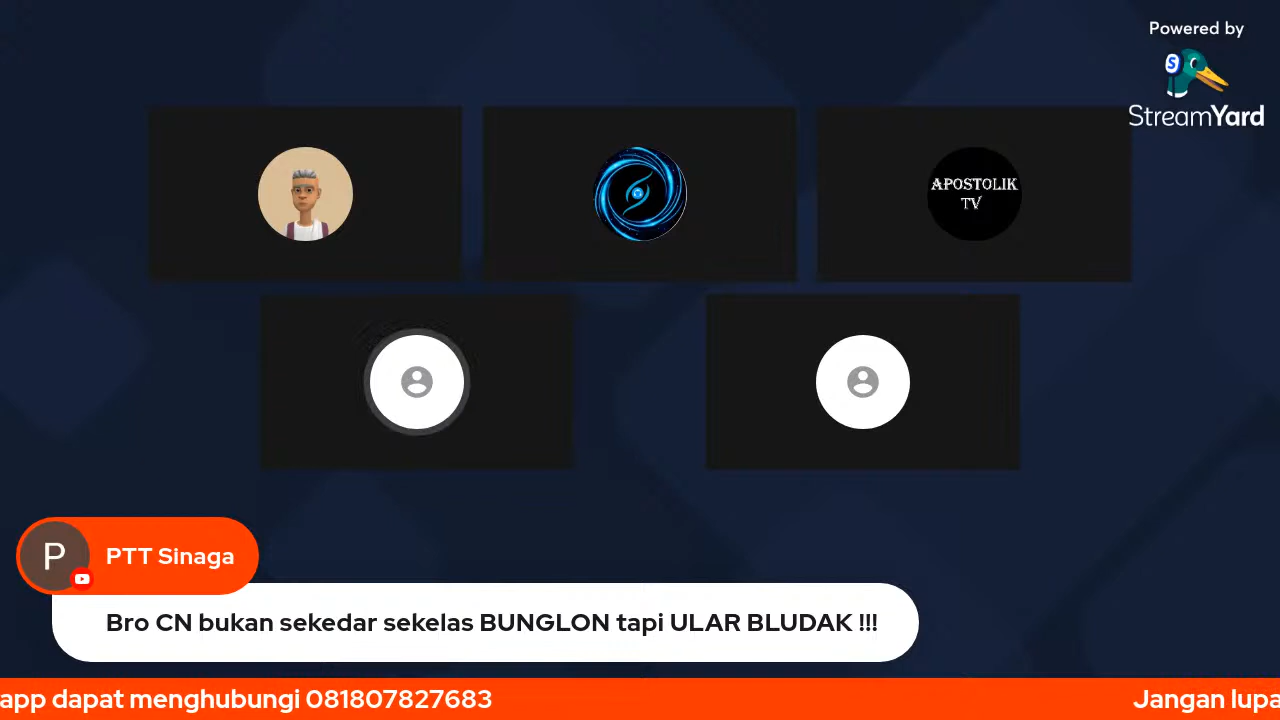 Powered by
StreamYard
APOSTOLIK
TV
P
PTT Sinaga
Bro CN bukan sekedar sekelas BUNGLON tapi ULAR BLUDAK !!!
app dapat menghubungi 081807827683
Jangan lupa